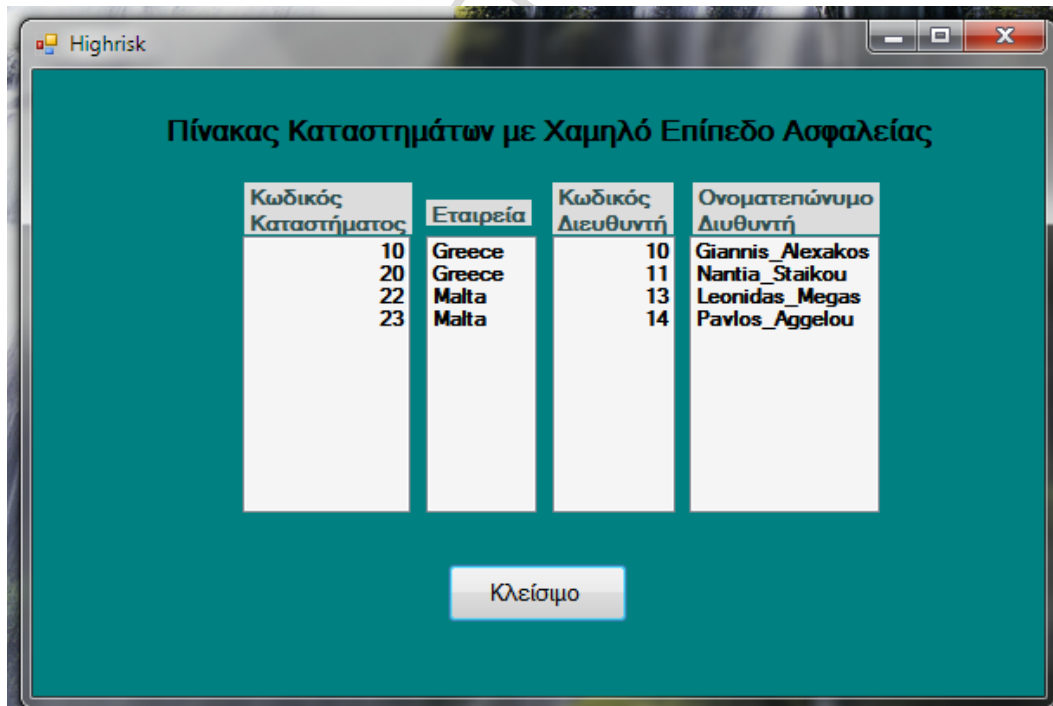 Highrisk
Πίνακας Καταστημάτων με Χαμηλό Επίπεδο Ασφαλείας
Κωδικός Καταστήματος
Εταιρεία
Κωδικός Διευθυντή
Ονοματεπώνυμο Διυθυντή
10 Greece 10 Giannis_Alexakos
20 Greece 11 Nantia_Staikou
22 Malta 13 Leonidas_Megas
23 Malta 14 Pavlos_Aggelou
Κλείσιμο